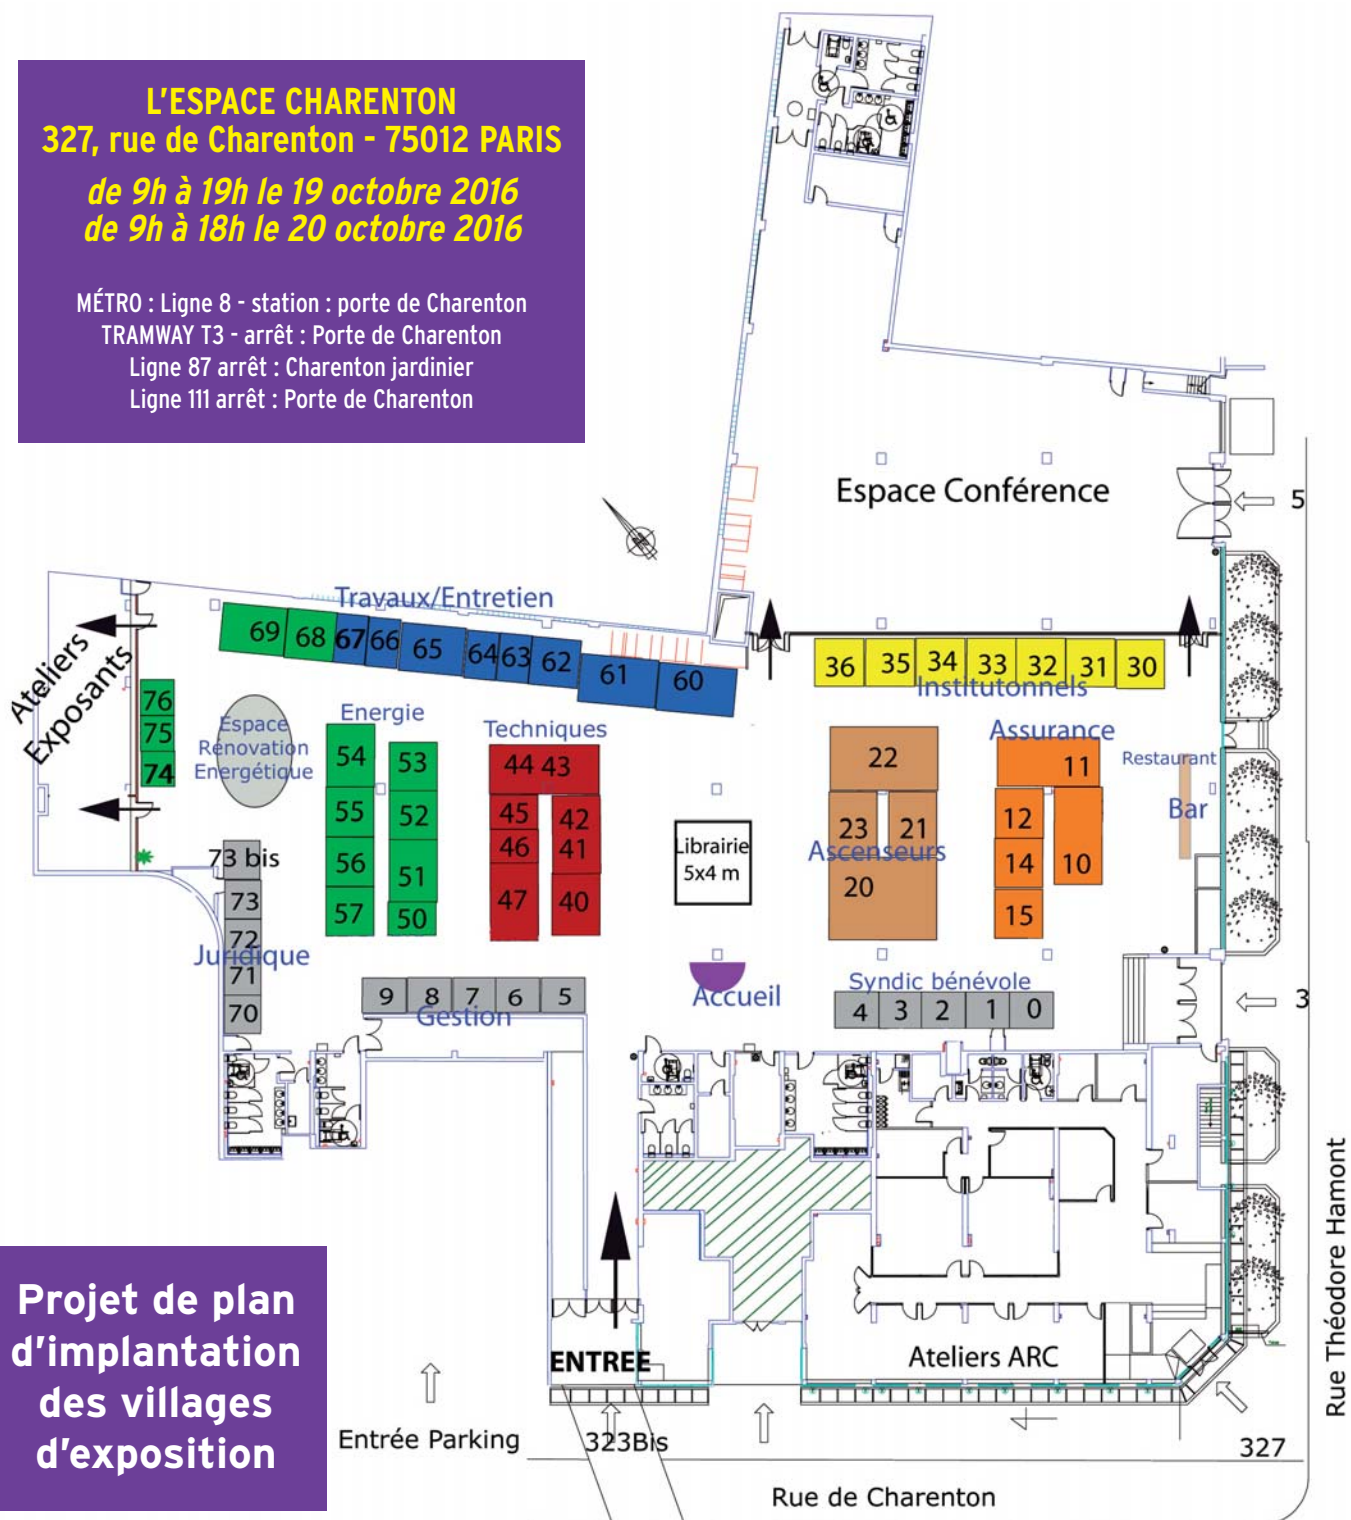 L'ESPACE CHARENTON
327, rue de Charenton - 75012 PARIS
de 9h à 19h le 19 octobre 2016
de 9h à 18h le 20 octobre 2016
MÉTRO : Ligne 8 - station : porte de Charenton
TRAMWAY T3 - arrêt : Porte de Charenton
Ligne 87 arrêt : Charenton jardinier
Ligne 111 arrêt : Porte de Charenton
Espace Conférence
5
Travaux/Entretien
69 68 67 66 65 64 63 62 61 60
36 35 34 33 32 31 30
Institutonnels
Ateliers
Exposants
76
75
74
Espace
Rénovation
Energétique
Energie
54
55
56
57
53
52
51
50
Techniques
44 43
45
46
47
42
41
40
Librairie
5x4 m
22
23
21
Ascenseurs
20
Assurance
11
12
14
15
10
Restaurant
Bar
73 bis
73
72
Juridique
71
70
9 8 7 6 5
Gestion
Accueil
Syndic bénévole
4 3 2 1 0
3
Rue Théodore Hamont
ENTREE
Ateliers ARC
Projet de plan
d'implantation
des villages
d'exposition
Entrée Parking
323Bis
327
Rue de Charenton